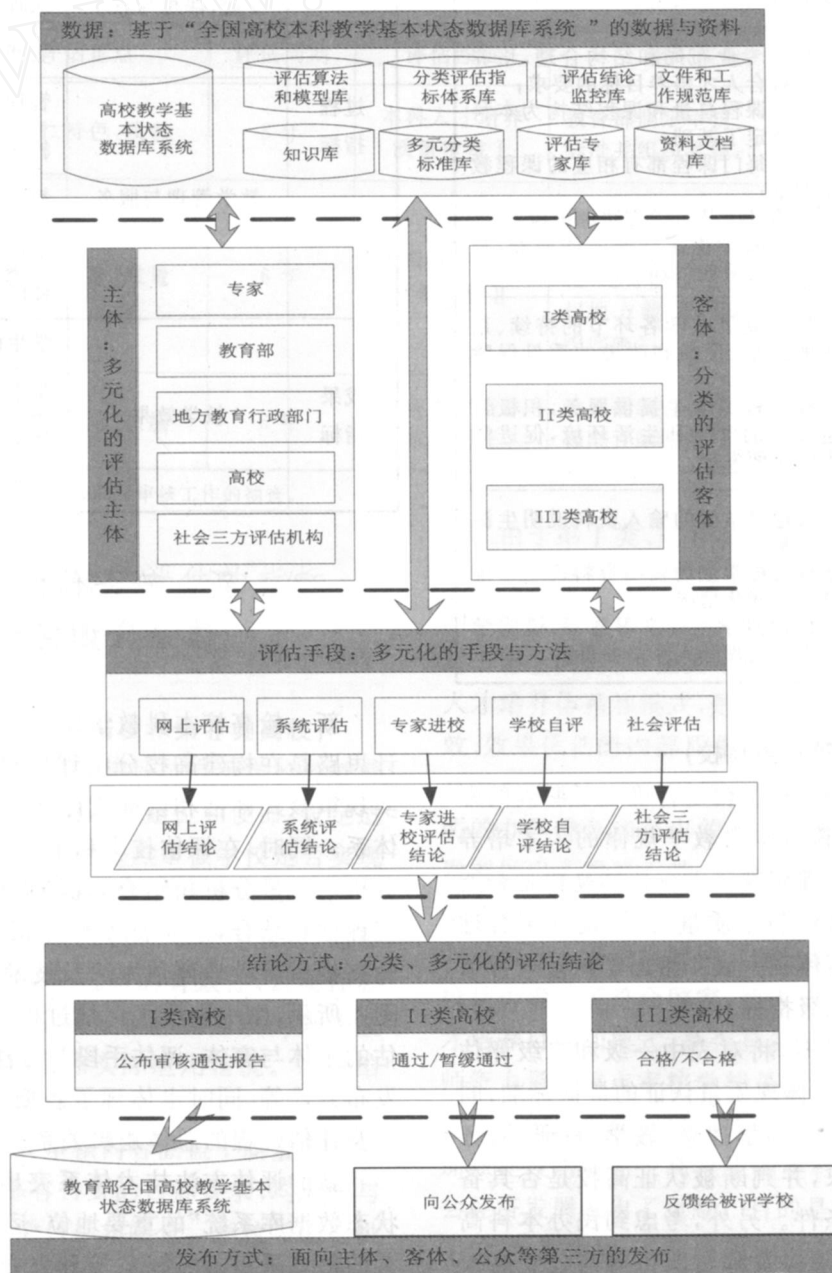 数据：基于“全国高校本科教学基本状态数据库系统 ”的数据与资料
高校教学基
本状态
数据库系统
评估算法
和模型库
分类评估指
标体系库
评估结论
监控库
文件和工
作规范库
知识库
多元分类
标准库
评估专
家库
资料文档
库
主体：多元化的评估主体
专家
教育部
地方教育行政部门
高校
社会三方评估机构
I类高校
II类高校
III类高校
客体：分类的评估客体
评估手段：多元化的手段与方法
网上评估
系统评估
专家进校
学校自评
社会评估
网上评
估结论
系统评
估结论
专家进
校评估
结论
学校自
评结论
社会三
方评估
结论
结论方式：分类、多元化的评估结论
I类高校
公布审核通过报告
II类高校
通过/暂缓通过
III类高校
合格/不合格
教育部全国高校教学基本
状态数据库系统
向公众发布
反馈给被评学校
发布方式：面向主体、客体、公众等第三方的发布